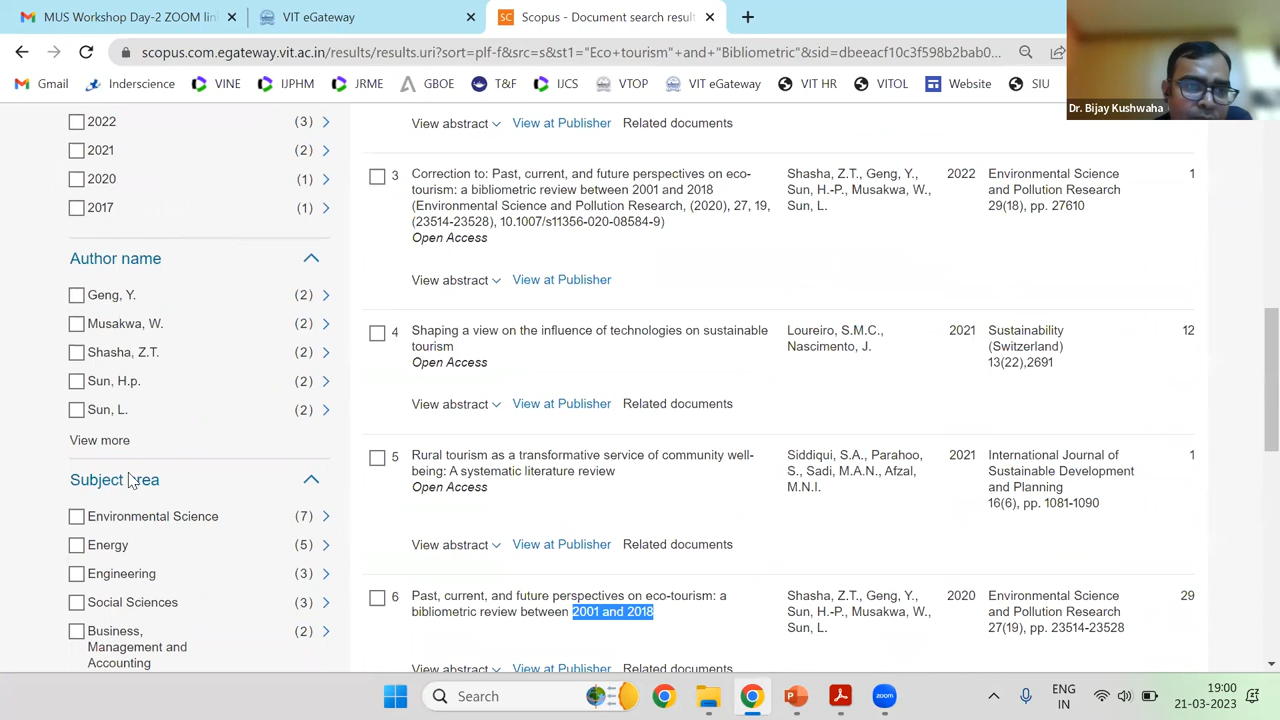 MUS Workshop Day-2 ZOOM lin
VIT eGateway
Scopus - Document search result
scopus.com.egateway.vit.ac.in/results/results.uri?sort=plf-f&src=s&st1="Eco+tourism"+and+"Bibliometric"&sid=dbeeacf10c3f598b2bab0...
Gmail
Inderscience
VINE
IJPHM
JRME
GBOE
T&F
IJCS
VTOP
VIT eGateway
VIT HR
VITOL
Website
SIU
Dr. Bijay Kushwaha
2022 (3)
2021 (2)
2020 (1)
2017 (1)
Author name
Geng, Y. (2)
Musakwa, W. (2)
Shasha, Z.T. (2)
Sun, H.p. (2)
Sun, L. (2)
View more
Subject area
Environmental Science (7)
Energy (5)
Engineering (3)
Social Sciences (3)
Business, (2)
Management and
Accounting
View abstract View at Publisher Related documents
3 Correction to: Past, current, and future perspectives on eco- Shasha, Z.T., Geng, Y., 2022 Environmental Science 1
tourism: a bibliometric review between 2001 and 2018 Sun, H.-P., Musakwa, W., and Pollution Research
(Environmental Science and Pollution Research, (2020), 27, 19, Sun, L. 29(18), pp. 27610
(23514-23528), 10.1007/s11356-020-08584-9)
Open Access
View abstract View at Publisher
4 Shaping a view on the influence of technologies on sustainable Loureiro, S.M.C., 2021 Sustainability 12
tourism Nascimento, J. (Switzerland)
Open Access 13(22),2691
View abstract View at Publisher Related documents
5 Rural tourism as a transformative service of community well- Siddiqui, S.A., Parahoo, 2021 International Journal of 1
being: A systematic literature review S., Sadi, M.A.N., Afzal, Sustainable Development
Open Access M.N.I. and Planning
16(6), pp. 1081-1090
View abstract View at Publisher Related documents
6 Past, current, and future perspectives on eco-tourism: a Shasha, Z.T., Geng, Y., 2020 Environmental Science 29
bibliometric review between 2001 and 2018 Sun, H.-P., Musakwa, W., and Pollution Research
Sun, L. 27(19), pp. 23514-23528
View abstract View at Publisher Related documents
Search
zoom
ENG
IN
19:00
21-03-2023